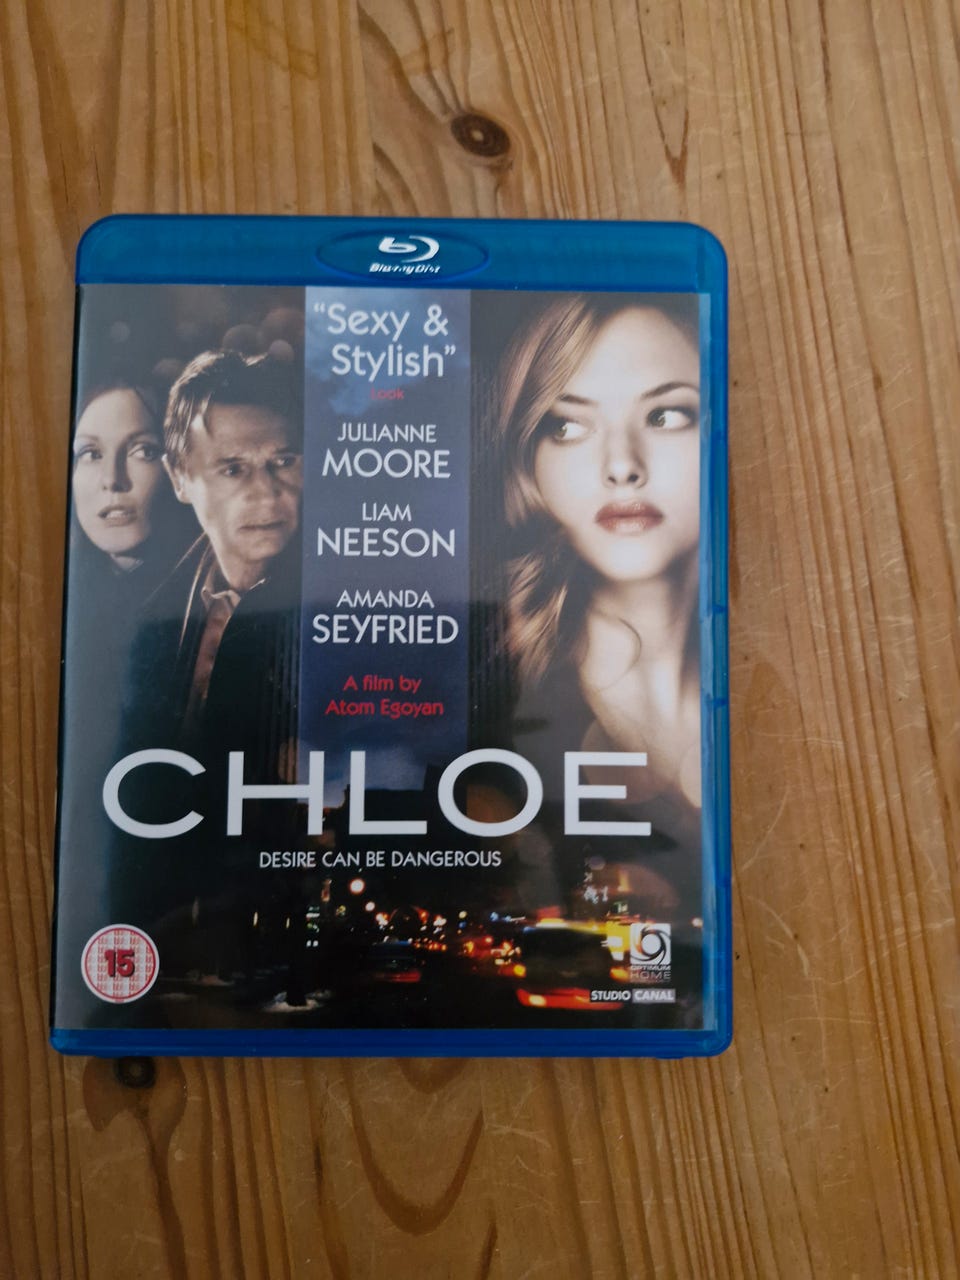 Blu-ray Disc
“Sexy &
Stylish”
Look
JULIANNE
MOORE
LIAM
NEESON
AMANDA
SEYFRIED
A film by
Atom Egoyan
CHLOE
DESIRE CAN BE DANGEROUS
15
OPTIMUM
HOME
STUDIO CANAL